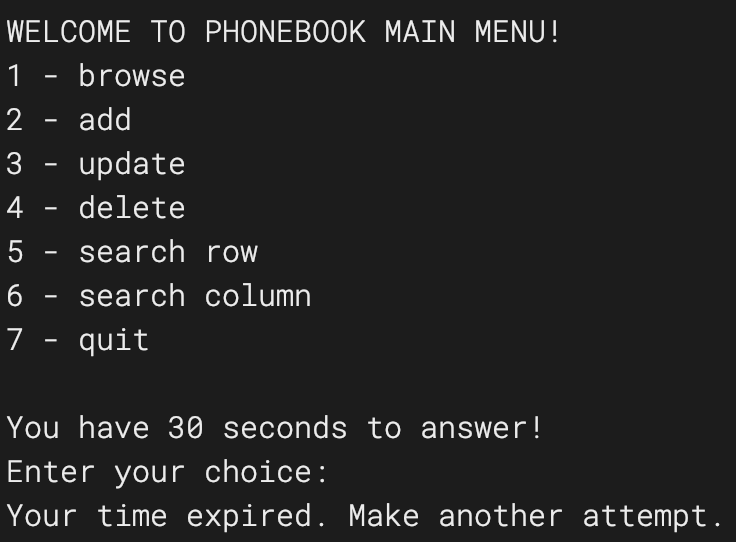 WELCOME TO PHONEBOOK MAIN MENU!
1 - browse
2 - add
3 - update
4 - delete
5 - search row
6 - search column
7 - quit
You have 30 seconds to answer!
Enter your choice:
Your time expired. Make another attempt.